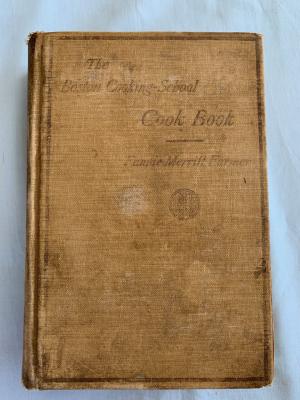 The
Boston Cooking-School
Cook Book
Fannie Merritt Farmer